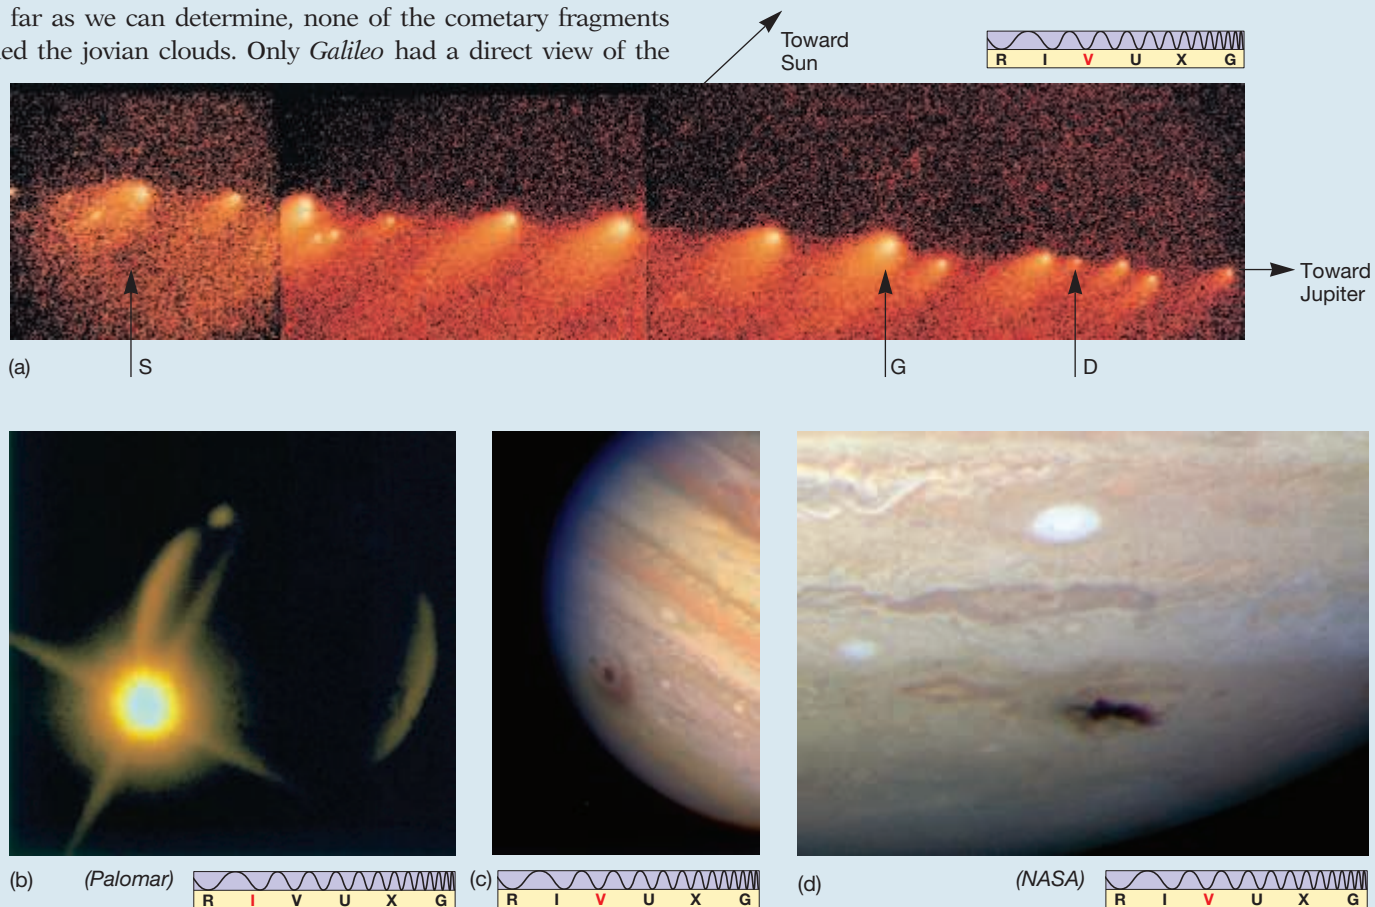 far as we can determine, none of the cometary fragments
ed the jovian clouds. Only Galileo had a direct view of the
Toward
Sun
R I V U X G
Toward
Jupiter
(a)
S
G
D
(b)
(Palomar)
R I V U X G
(c)
R I V U X G
(d)
(NASA)
R I V U X G